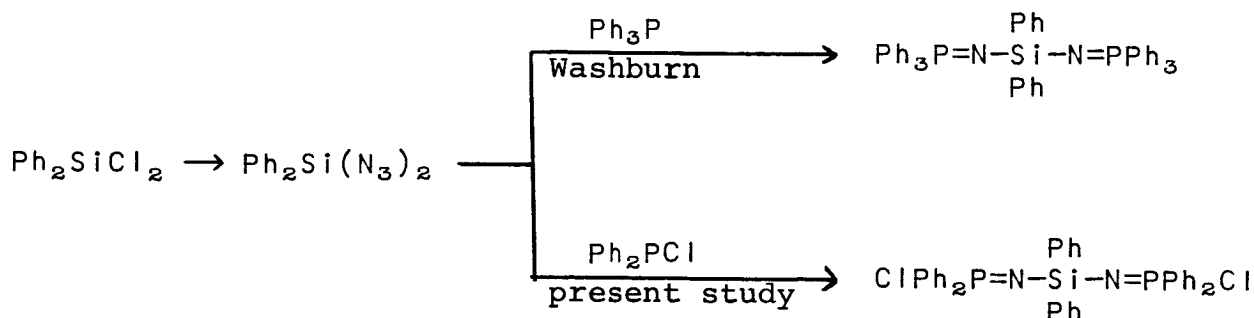 Ph₃P
Washburn
Ph
Ph₃P=N-Si-N=PPh₃
Ph
Ph₂SiCl₂ → Ph₂Si(N₃)₂
Ph₂PCl
present study
Ph
ClPh₂P=N-Si-N=PPh₂Cl
Ph